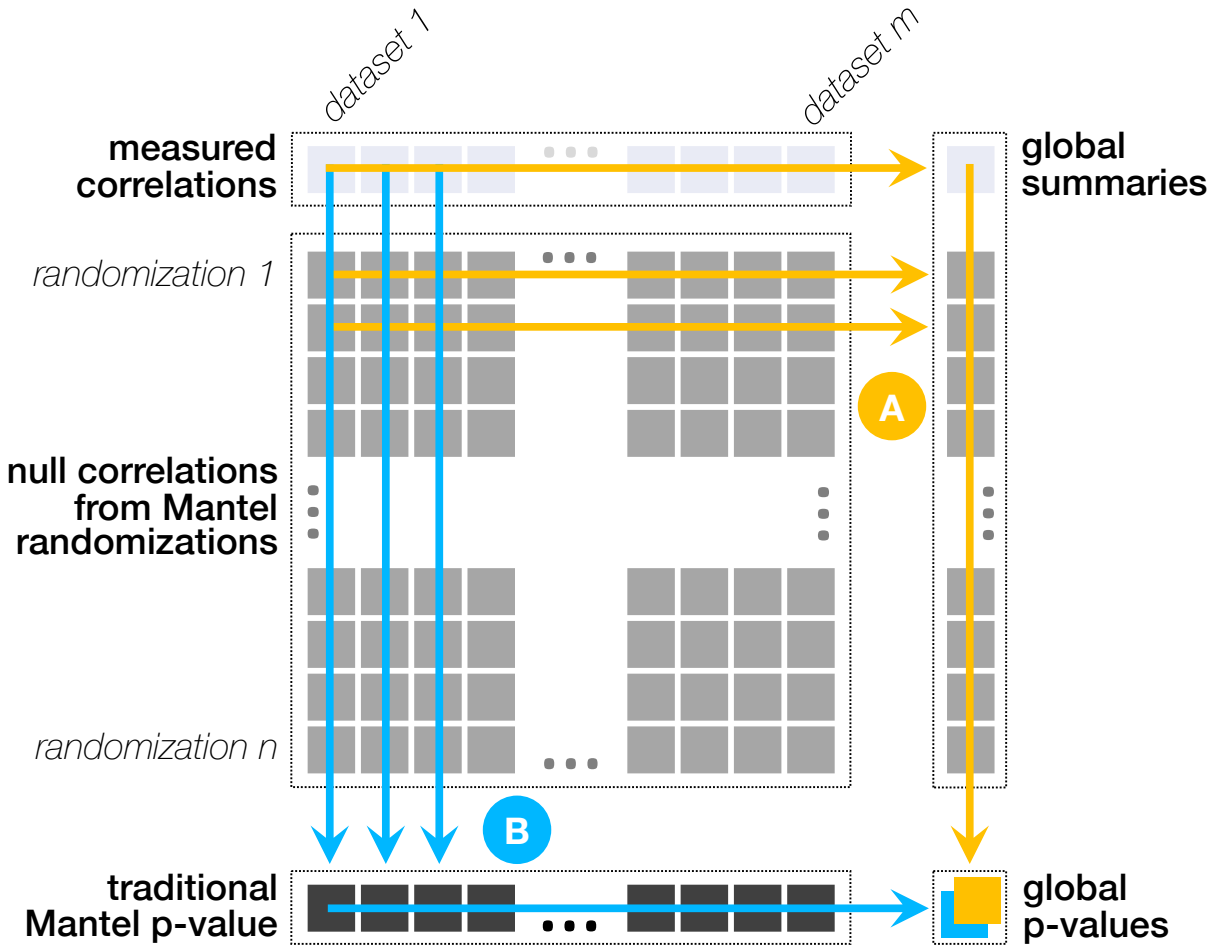 dataset 1
dataset m
measured
correlations
global
summaries
randomization 1
A
null correlations
from Mantel
randomizations
randomization n
B
traditional
Mantel p-value
global
p-values